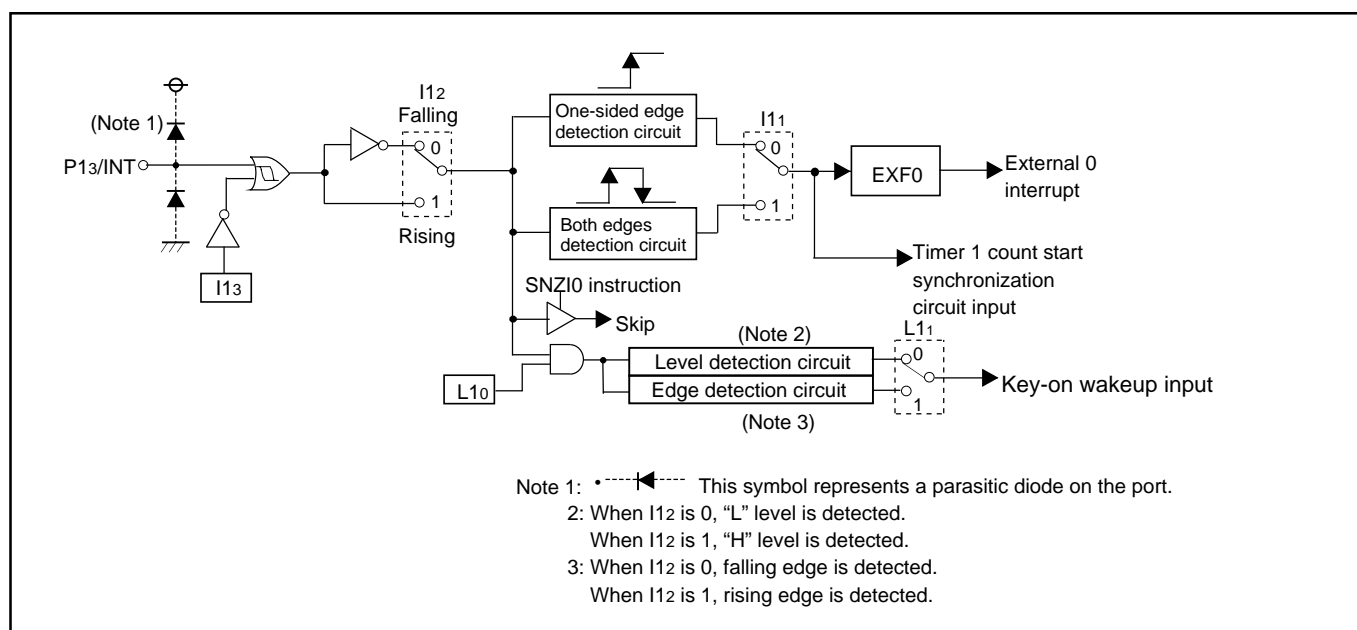 I12
Falling
(Note 1)
0
P13/INT
1
Rising
I13
One-sided edge
detection circuit
Both edges
detection circuit
I11
0
1
EXF0
External 0
interrupt
Timer 1 count start
synchronization
circuit input
SNZI0 instruction
Skip
(Note 2)
L11
Level detection circuit
0
L10
Edge detection circuit
1
Key-on wakeup input
(Note 3)
Note 1: This symbol represents a parasitic diode on the port.
2: When I12 is 0, “L” level is detected.
When I12 is 1, “H” level is detected.
3: When I12 is 0, falling edge is detected.
When I12 is 1, rising edge is detected.